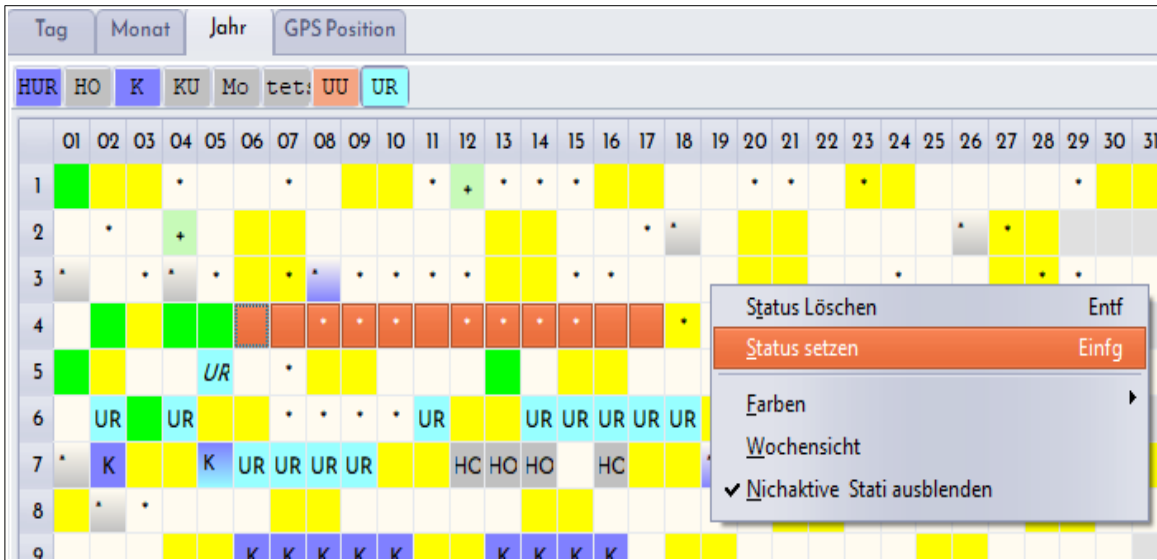 Tag Monat Jahr GPS Position
HUR HO K KU Mo tets UU UR
01 02 03 04 05 06 07 08 09 10 11 12 13 14 15 16 17 18 19 20 21 22 23 24 25 26 27 28 29 30 31
1 * * * + * * * * * * *
2 * + * * * *
3 * * * * * * * * * * * * * * *
4 * * * * * * * *
Status Löschen Entf
Status setzen Einfg
5 UR *
Farben
6 UR UR * * * * UR UR UR UR UR UR
Wochensicht
7 * K K UR UR UR UR HO HO HO HO *
Nichaktive Stati ausblenden
8 * *
9 K K K K K K K K K